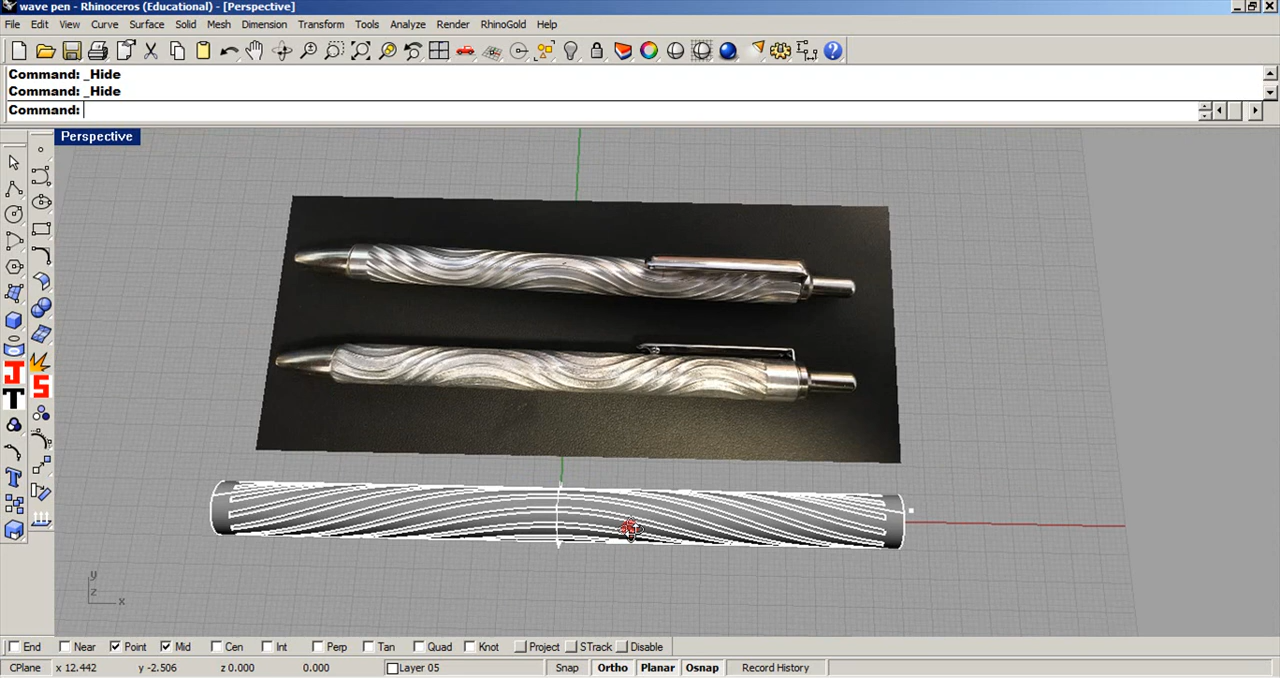 wave pen - Rhinoceros (Educational) - [Perspective]
File Edit View Curve Surface Solid Mesh Dimension Transform Tools Analyze Render RhinoGold Help
Command: _Hide
Command: _Hide
Command:
Perspective
J
S
T
T
y
z
x
End Near Point Mid Cen Int Perp Tan Quad Knot Project STrack Disable
CPlane x 12.442 y -2.506 z 0.000 0.000 Layer 05 Snap Ortho Planar Osnap Record History